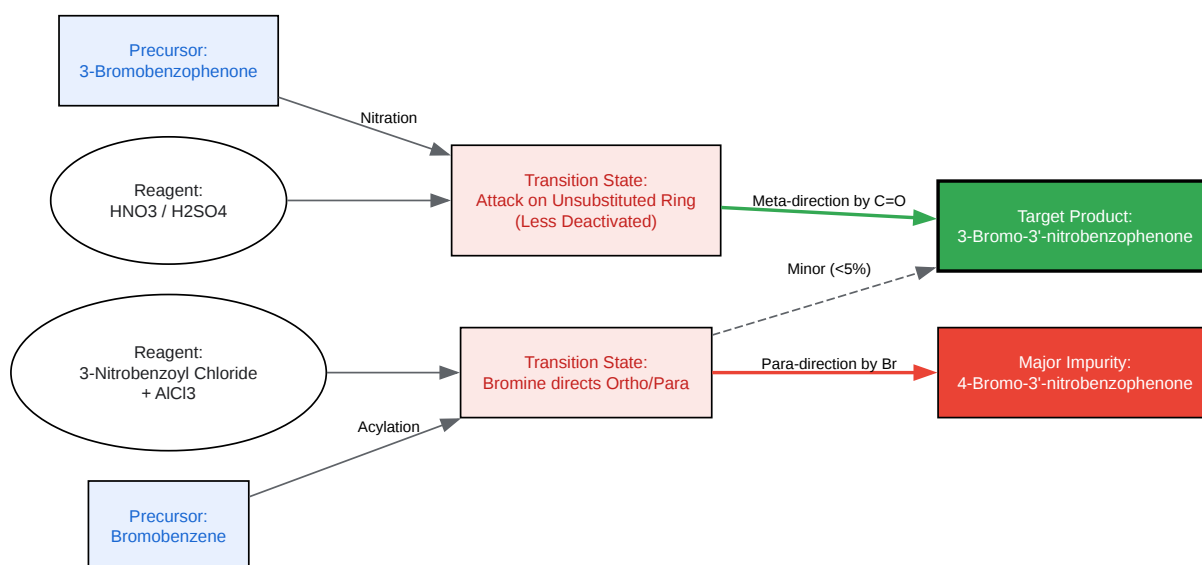 Precursor:
3-Bromobenzophenone
Nitration
Reagent:
HNO3 / H2SO4
Transition State:
Attack on Unsubstituted Ring
(Less Deactivated)
Meta-direction by C=O
Target Product:
3-Bromo-3'-nitrobenzophenone
Minor (<5%)
Reagent:
3-Nitrobenzoyl Chloride
+ AlCl3
Transition State:
Bromine directs Ortho/Para
Para-direction by Br
Major Impurity:
4-Bromo-3'-nitrobenzophenone
Acylation
Precursor:
Bromobenzene